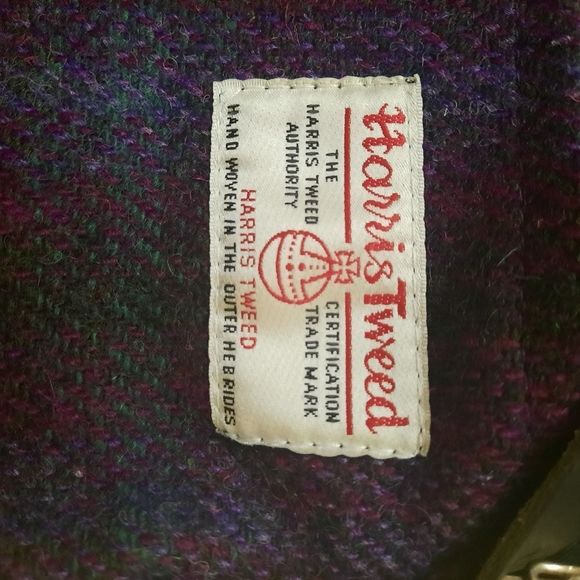 Harris Tweed
THE HARRIS TWEED AUTHORITY
CERTIFICATION TRADE MARK
HARRIS TWEED
HAND WOVEN IN THE OUTER HEBRIDES